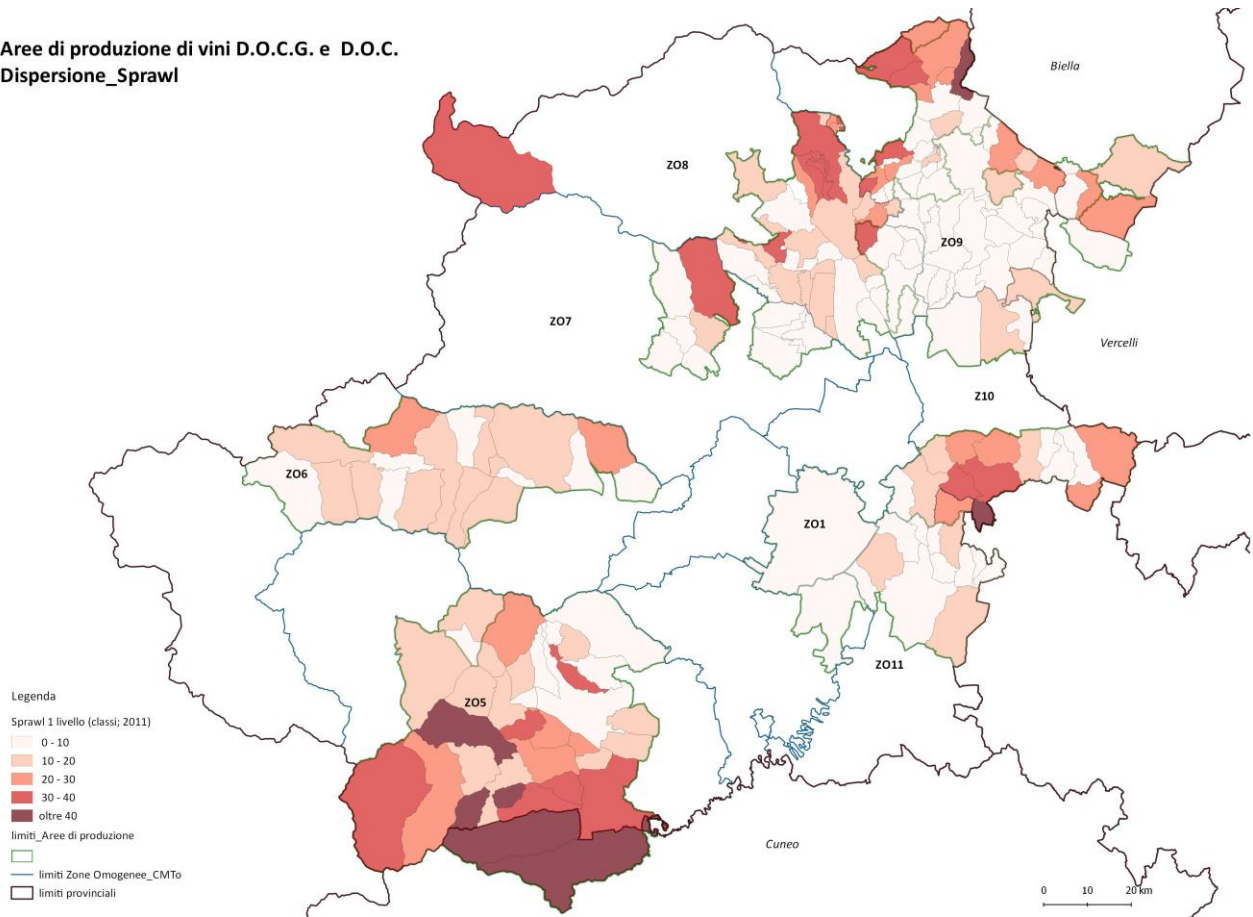 Aree di produzione di vini D.O.C.G. e D.O.C.
Dispersione_Sprawl
Biella
ZO8
ZO9
ZO7
Vercelli
Z10
ZO6
ZO1
ZO11
ZO5
Cuneo
Legenda
Sprawl 1 livello (classi; 2011)
0 - 10
10 - 20
20 - 30
30 - 40
oltre 40
limiti_Aree di produzione
limiti Zone Omogenee_CMTo
limiti provinciali
0 10 20 km